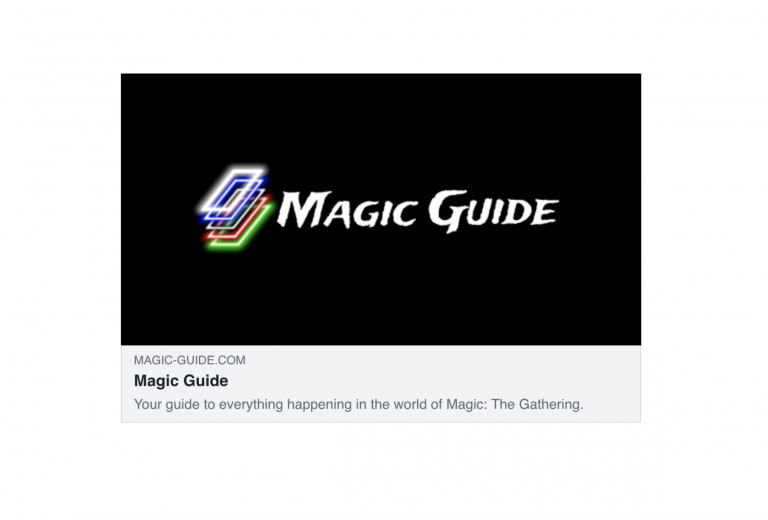 MAGIC GUIDE
MAGIC-GUIDE.COM
Magic Guide
Your guide to everything happening in the world of Magic: The Gathering.